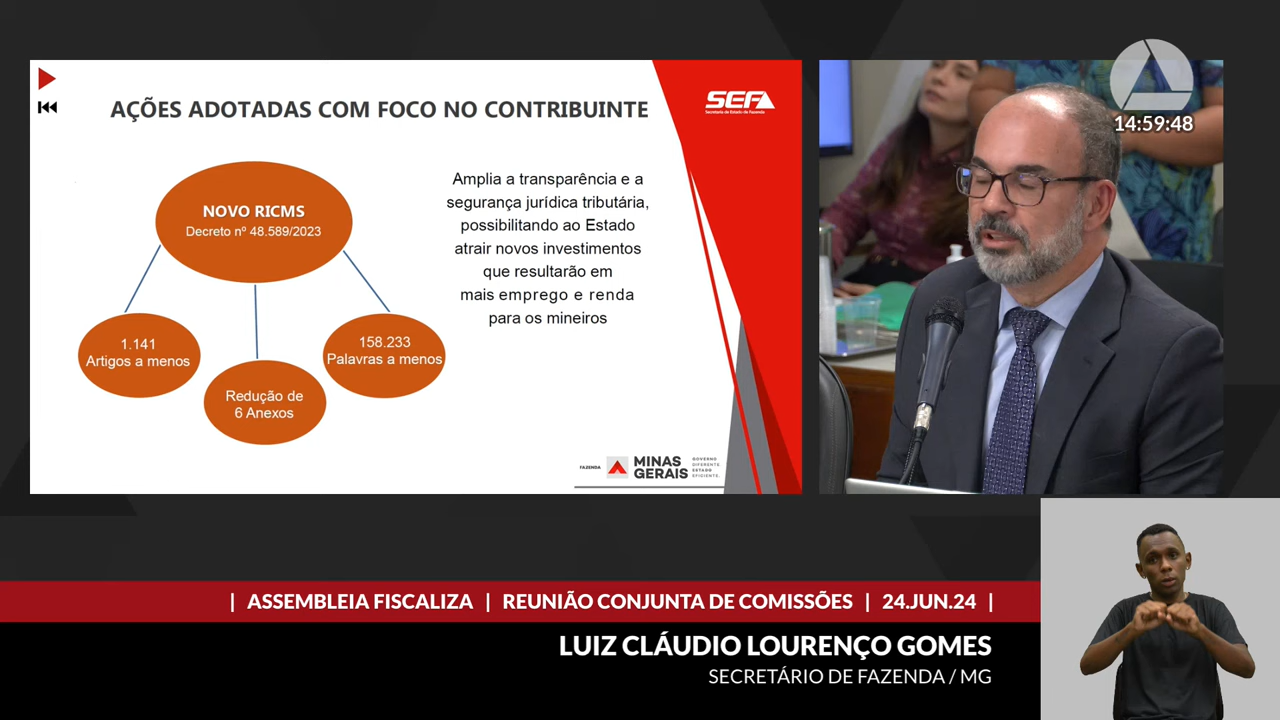 AÇÕES ADOTADAS COM FOCO NO CONTRIBUINTE
SEF
Secretaria de Estado de Fazenda
14:59:48
NOVO RICMS
Decreto nº 48.589/2023
1.141
Artigos a menos
Redução de
6 Anexos
158.233
Palavras a menos
Amplia a transparência e a
segurança jurídica tributária,
possibilitando ao Estado
atrair novos investimentos
que resultarão em
mais emprego e renda
para os mineiros
FAZENDA
MINAS
GERAIS
GOVERNO
DIFERENTE
ESTADO
EFICIENTE.
| ASSEMBLEIA FISCALIZA | REUNIÃO CONJUNTA DE COMISSÕES | 24.JUN.24 |
LUIZ CLÁUDIO LOURENÇO GOMES
SECRETÁRIO DE FAZENDA / MG